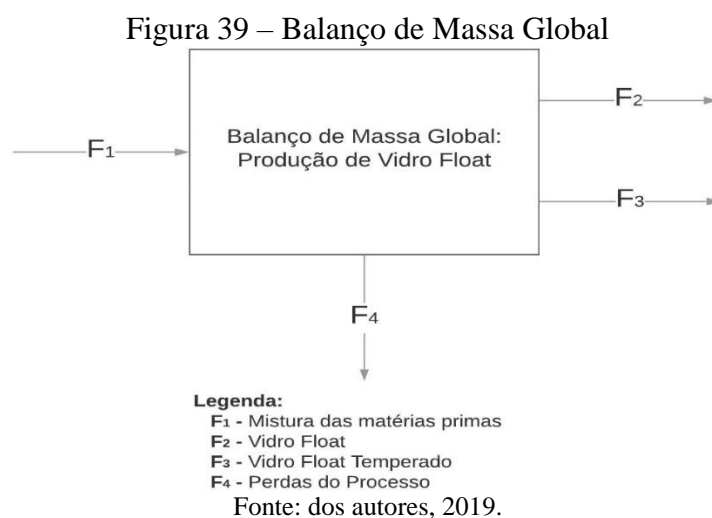 Figura 39 – Balanço de Massa Global
F1
Balanço de Massa Global:
Produção de Vidro Float
F2
F3
F4
Legenda:
F1 - Mistura das matérias primas
F2 - Vidro Float
F3 - Vidro Float Temperado
F4 - Perdas do Processo
Fonte: dos autores, 2019.